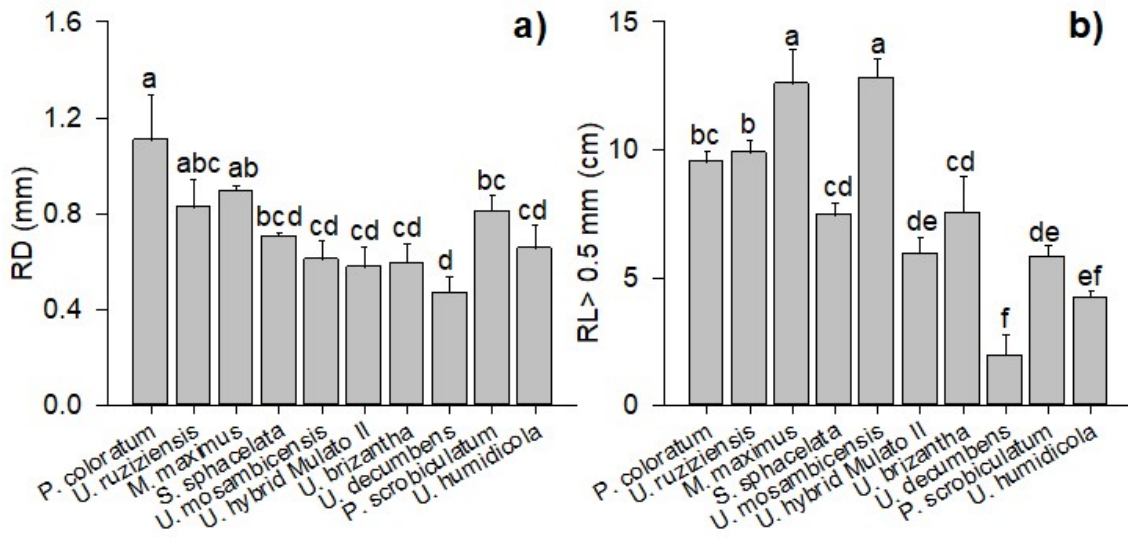 a)
RD (mm)
1.6
1.2
0.8
0.4
0.0
a
abc
ab
bcd
cd
cd
cd
d
bc
cd
P. coloratum
U. ruziziensis
M. maximus
S. sphacelata
U. mosambicensis
U. hybrid Mulato II
U. brizantha
U. decumbens
P. scrobiculatum
U. humidicola
b)
RL> 0.5 mm (cm)
15
10
5
0
bc
b
a
cd
a
de
cd
f
de
ef
P. coloratum
U. ruziziensis
M. maximus
S. sphacelata
U. mosambicensis
U. hybrid Mulato II
U. brizantha
U. decumbens
P. scrobiculatum
U. humidicola